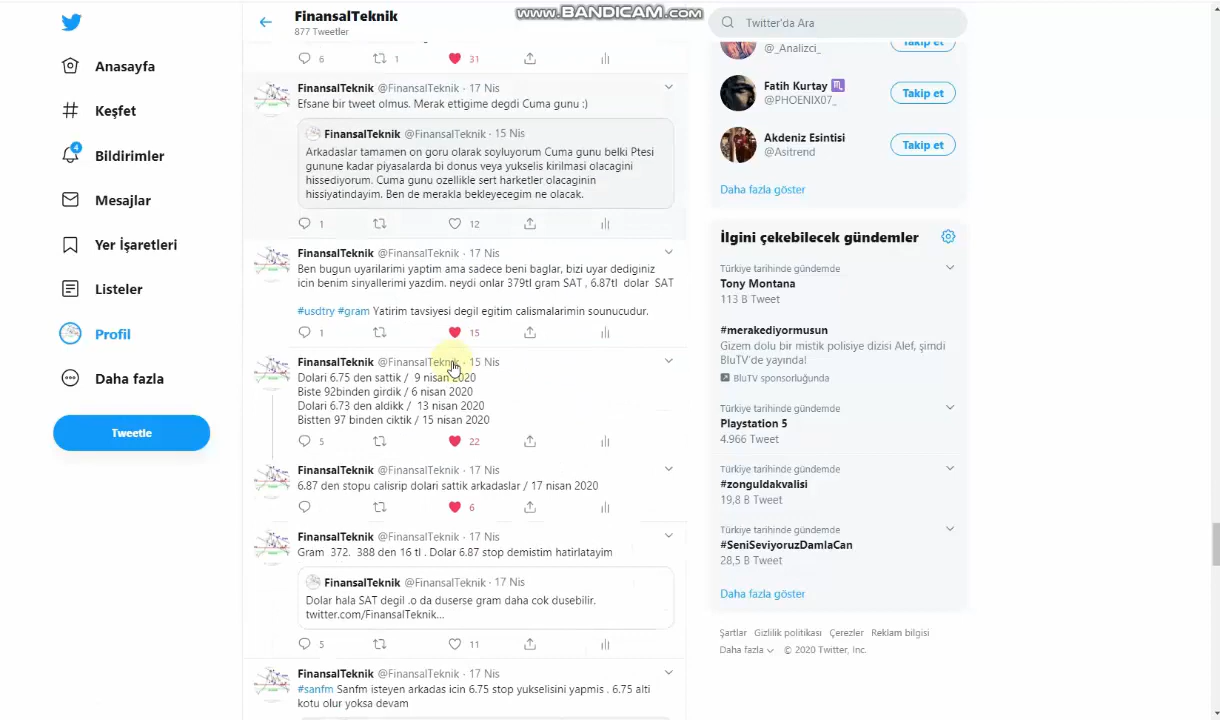 www.BANDICAM.com
FinansalTeknik
877 Tweetler
Anasayfa
Keşfet
4
Bildirimler
Mesajlar
Yer İşaretleri
Listeler
Profil
Daha fazla
Tweetle
6 1 31
FinansalTeknik @FinansalTeknik · 17 Nis
Efsane bir tweet olmus. Merak ettigime degdi Cuma gunu :)
FinansalTeknik @FinansalTeknik · 15 Nis
Arkadaslar tamamen on goru olarak soyluyorum Cuma gunu belki Ptesi
gunune kadar piyasalarda bi donus veya yukselis kirilmasi olacagini
hissediyorum. Cuma gunu ozellikle sert harketler olacaginin
hissiyatindayim. Ben de merakla bekleyecegim ne olacak.
1 12
FinansalTeknik @FinansalTeknik · 17 Nis
Ben bugun uyarilarimi yaptim ama sadece beni baglar, bizi uyar dediginiz
icin benim sinyallerimi yazdim. neydi onlar 379tl gram SAT , 6.87tl dolar SAT
#usdtry #gram Yatirim tavsiyesi degil egitim calismalarimin sounucudur.
1 15
FinansalTeknik @FinansalTeknik · 15 Nis
Dolari 6.75 den sattik / 9 nisan 2020
Biste 92binden girdik / 6 nisan 2020
Dolari 6.73 den aldikk / 13 nisan 2020
Bistten 97 binden ciktik / 15 nisan 2020
5 22
FinansalTeknik @FinansalTeknik · 17 Nis
6.87 den stopu calisrip dolari sattik arkadaslar / 17 nisan 2020
6
FinansalTeknik @FinansalTeknik · 17 Nis
Gram 372. 388 den 16 tl . Dolar 6.87 stop demistim hatirlatayim
FinansalTeknik @FinansalTeknik · 17 Nis
Dolar hala SAT degil .o da duserse gram daha cok dusebilir.
twitter.com/FinansalTeknik...
5 11
FinansalTeknik @FinansalTeknik · 17 Nis
#sanfm Sanfm isteyen arkadas icin 6.75 stop yukselisini yapmis . 6.75 alti
kotu olur yoksa devam
Twitter'da Ara
@_Analizci_
Takip et
Fatih Kurtay ♏
@PHOENIX07_
Takip et
Akdeniz Esintisi
@Asitrend
Takip et
Daha fazla göster
İlgini çekebilecek gündemler
Türkiye tarihinde gündemde
Tony Montana
113 B Tweet
#merakediyormusun
Gizem dolu bir mistik polisiye dizisi Alef, şimdi
BluTV'de yayında!
BluTV sponsorluğunda
Türkiye tarihinde gündemde
Playstation 5
4.966 Tweet
Türkiye tarihinde gündemde
#zonguldakvalisi
19,8 B Tweet
Türkiye tarihinde gündemde
#SeniSeviyoruzDamlaCan
28,5 B Tweet
Daha fazla göster
Şartlar Gizlilik politikası Çerezler Reklam bilgisi
Daha fazla © 2020 Twitter, Inc.